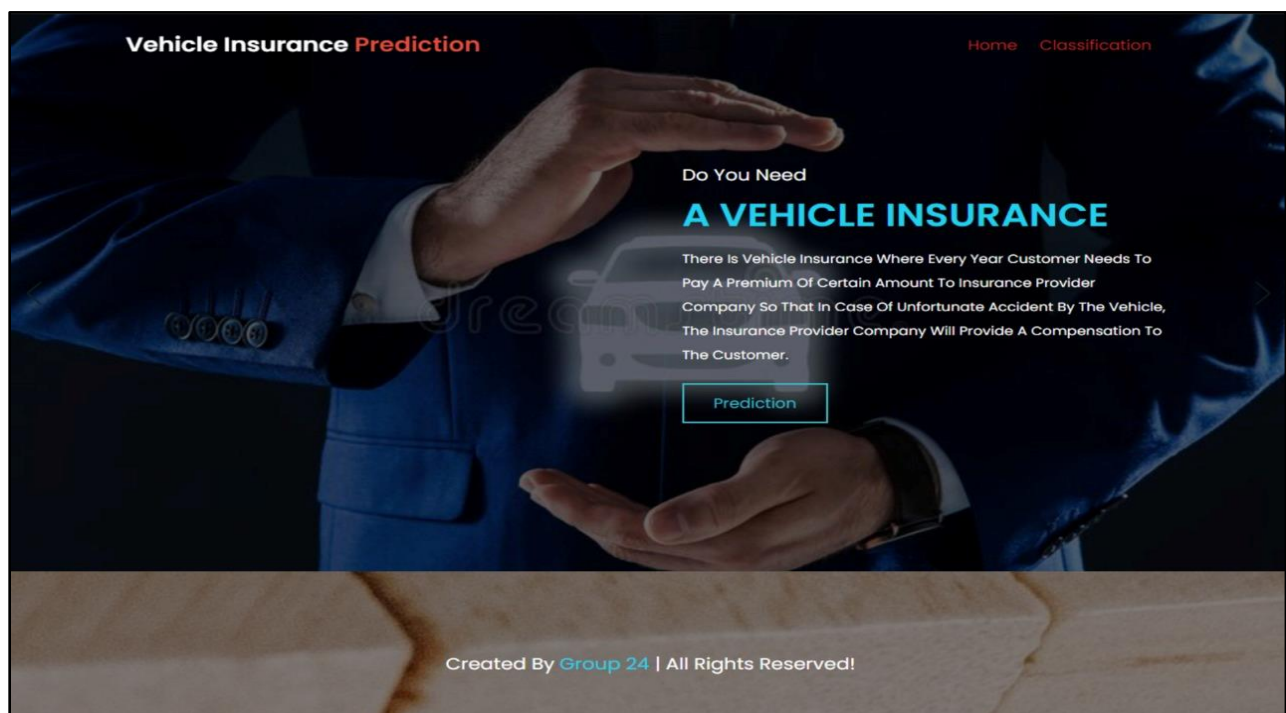 Vehicle Insurance Prediction
Home Classification
Do You Need
A VEHICLE INSURANCE
There Is Vehicle Insurance Where Every Year Customer Needs To
Pay A Premium Of Certain Amount To Insurance Provider
Company So That In Case Of Unfortunate Accident By The Vehicle,
The Insurance Provider Company Will Provide A Compensation To
The Customer.
Prediction
Created By Group 24 | All Rights Reserved!